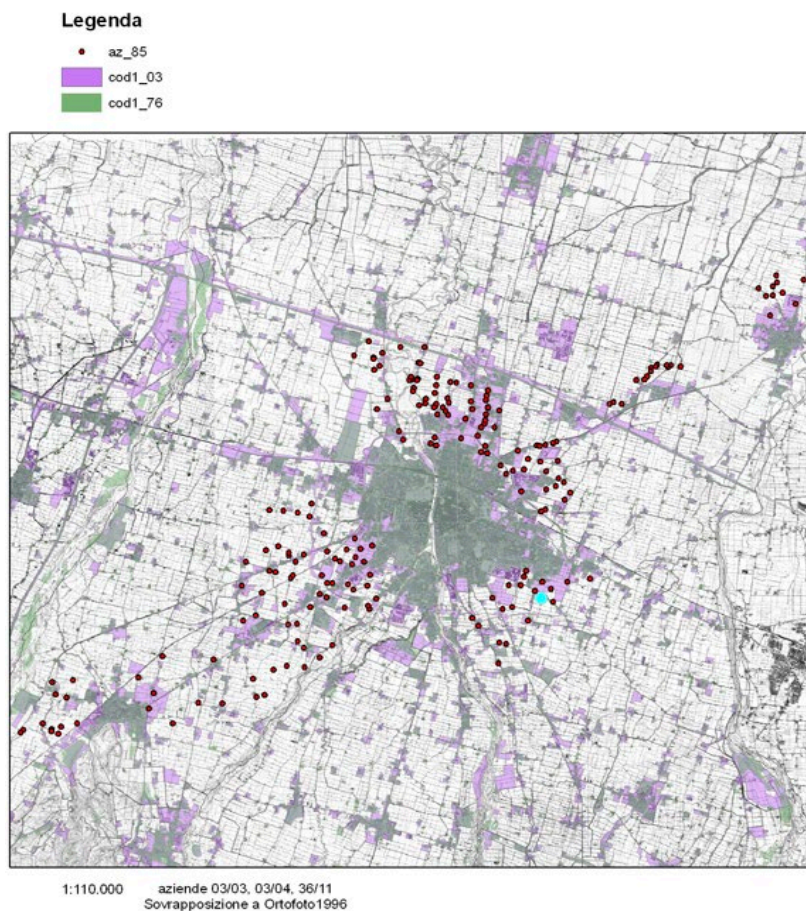 Legenda
az_85
cod1_03
cod1_76
1:110.000 aziende 03/03, 03/04, 36/11
Sovrapposizione a Ortofoto1996